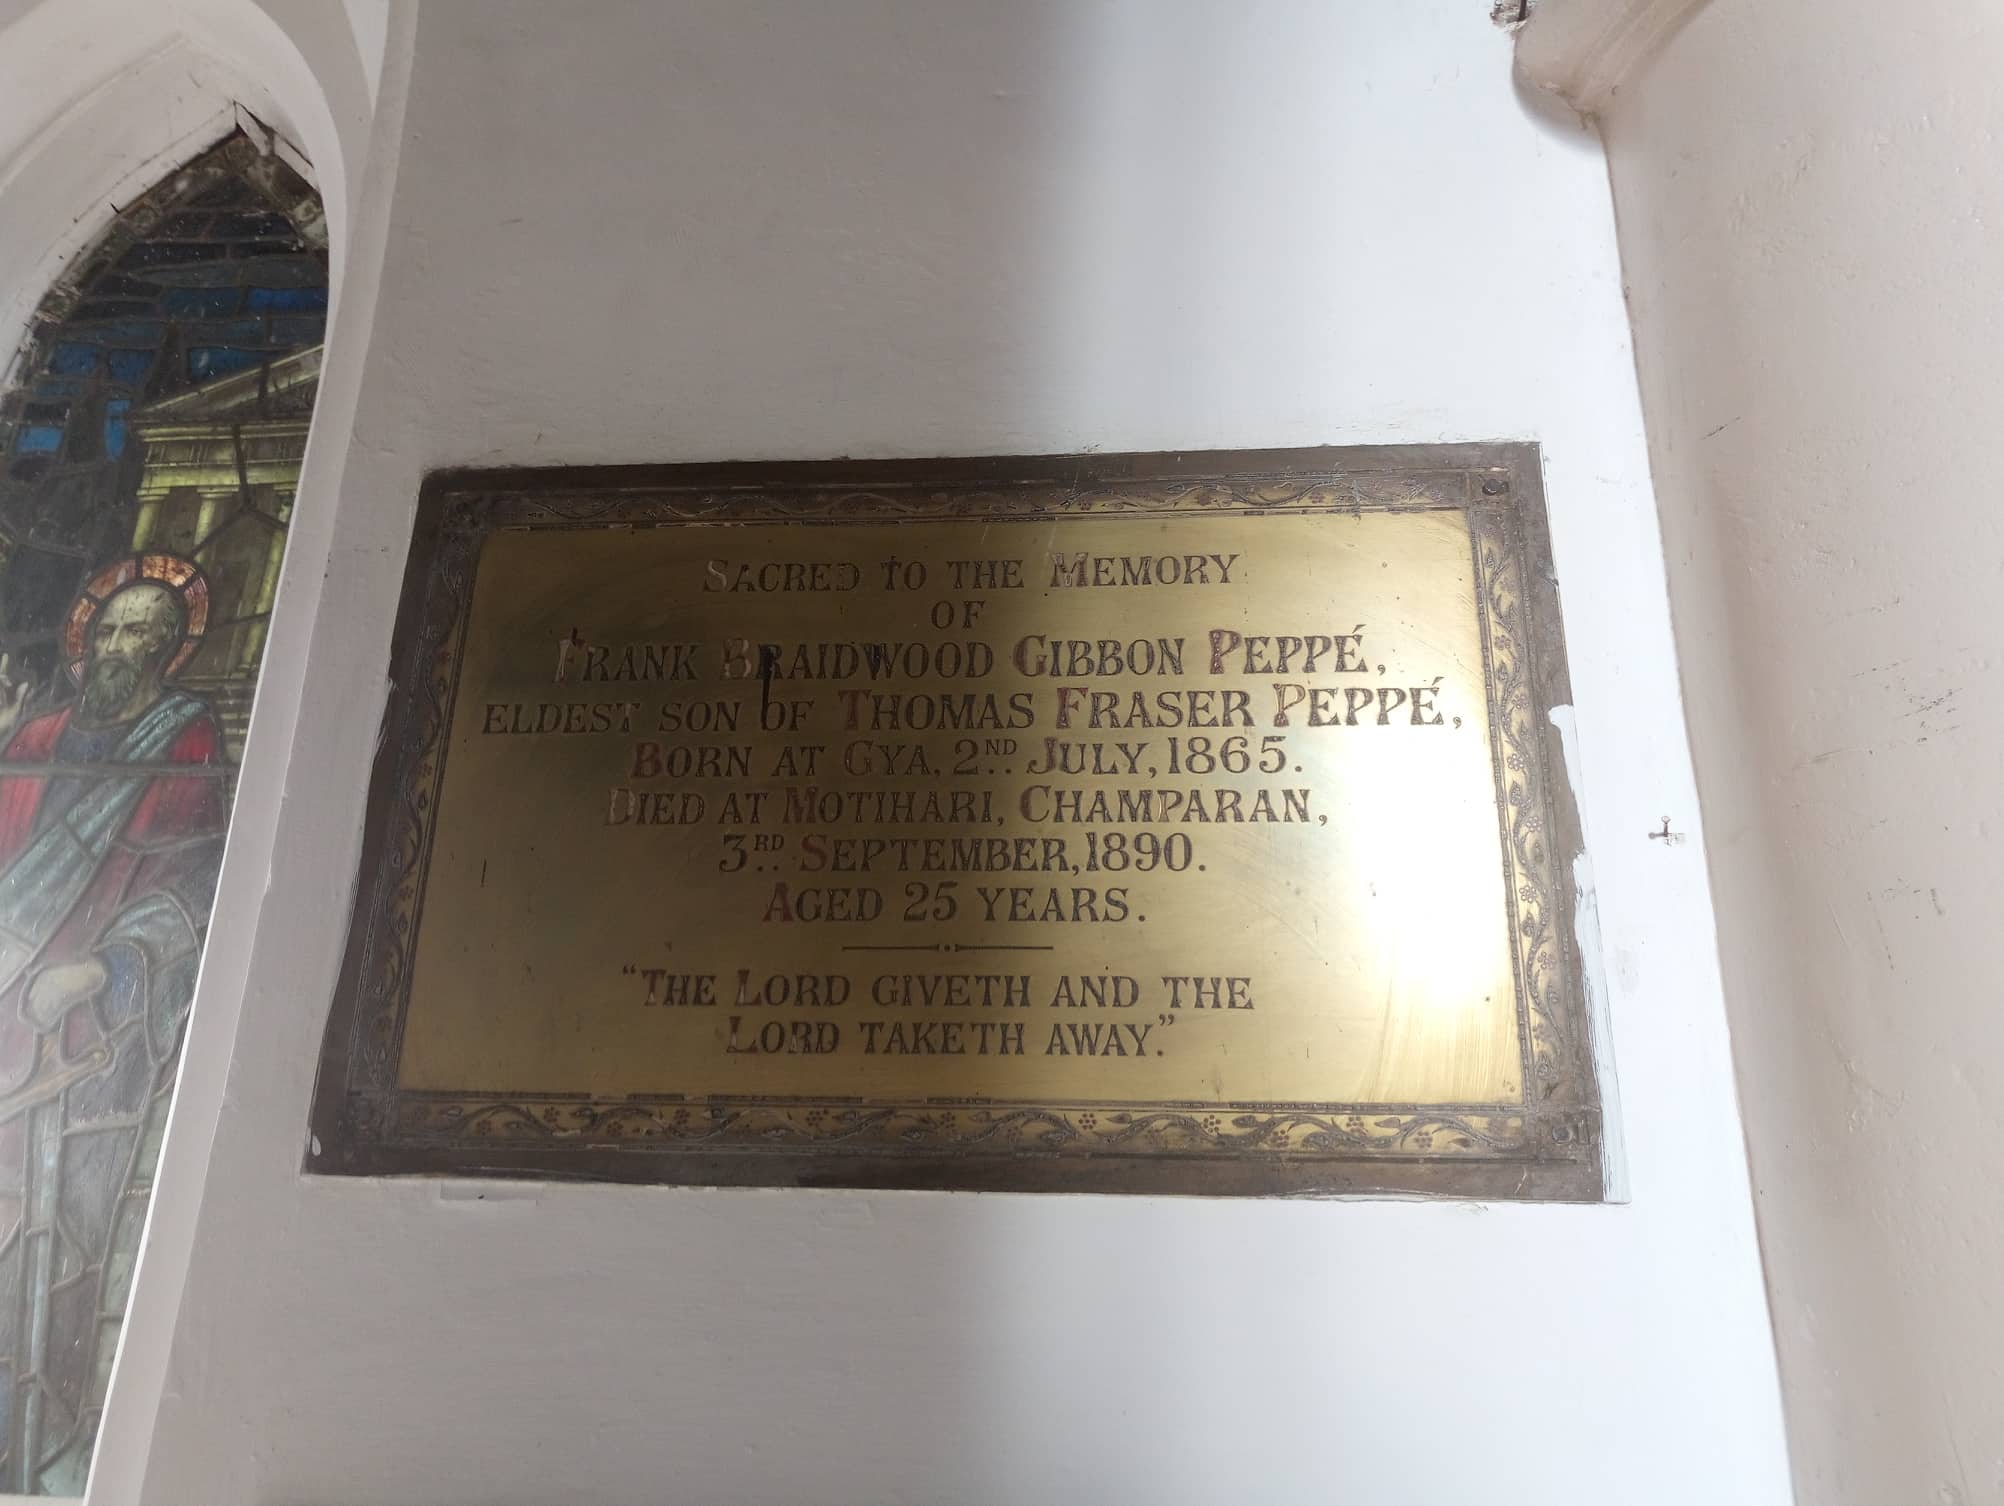 SACRED TO THE MEMORY
OF
FRANK BRAIDWOOD GIBBON PEPPÉ,
ELDEST SON OF THOMAS FRASER PEPPÉ,
BORN AT GYA, 2ND. JULY, 1865.
DIED AT MOTIHARI, CHAMPARAN,
3RD. SEPTEMBER, 1890.
AGED 25 YEARS.
“THE LORD GIVETH AND THE
LORD TAKETH AWAY.”